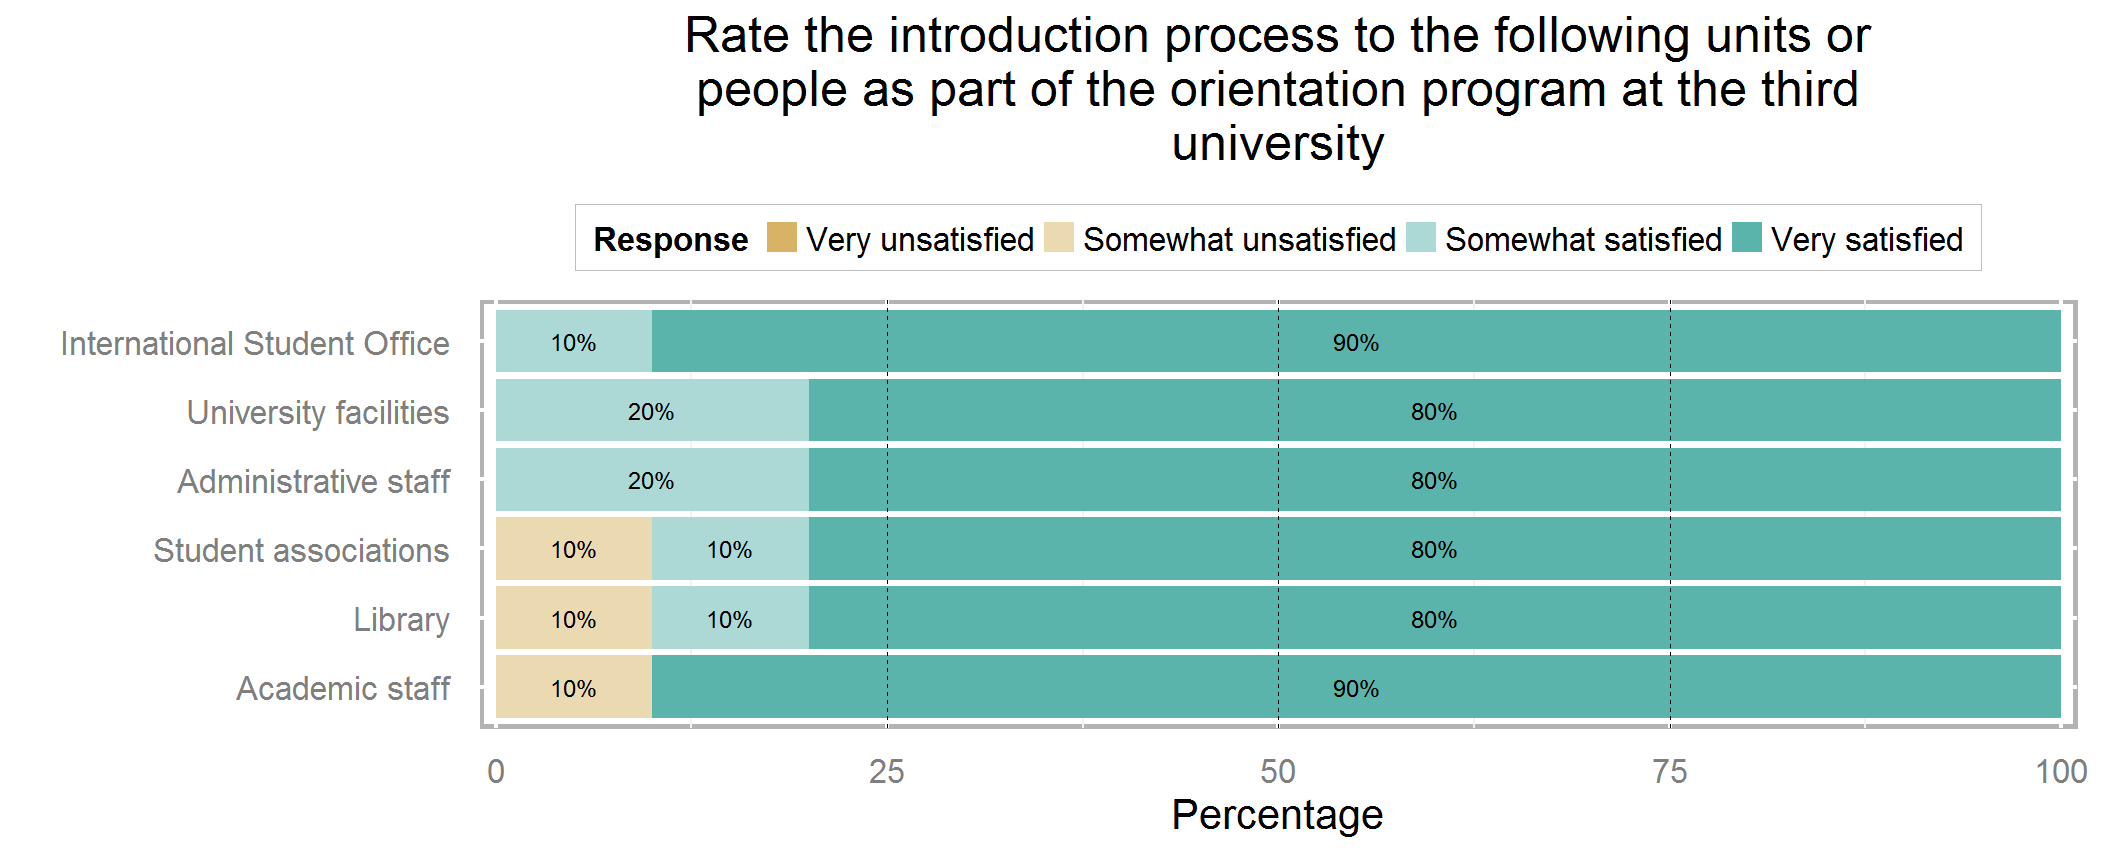 Rate the introduction process to the following units or
people as part of the orientation program at the third
university
Response Very unsatisfied Somewhat unsatisfied Somewhat satisfied Very satisfied
International Student Office 10% 90%
University facilities 20% 80%
Administrative staff 20% 80%
Student associations 10% 10% 80%
Library 10% 10% 80%
Academic staff 10% 90%
0 25 50 75 100
Percentage